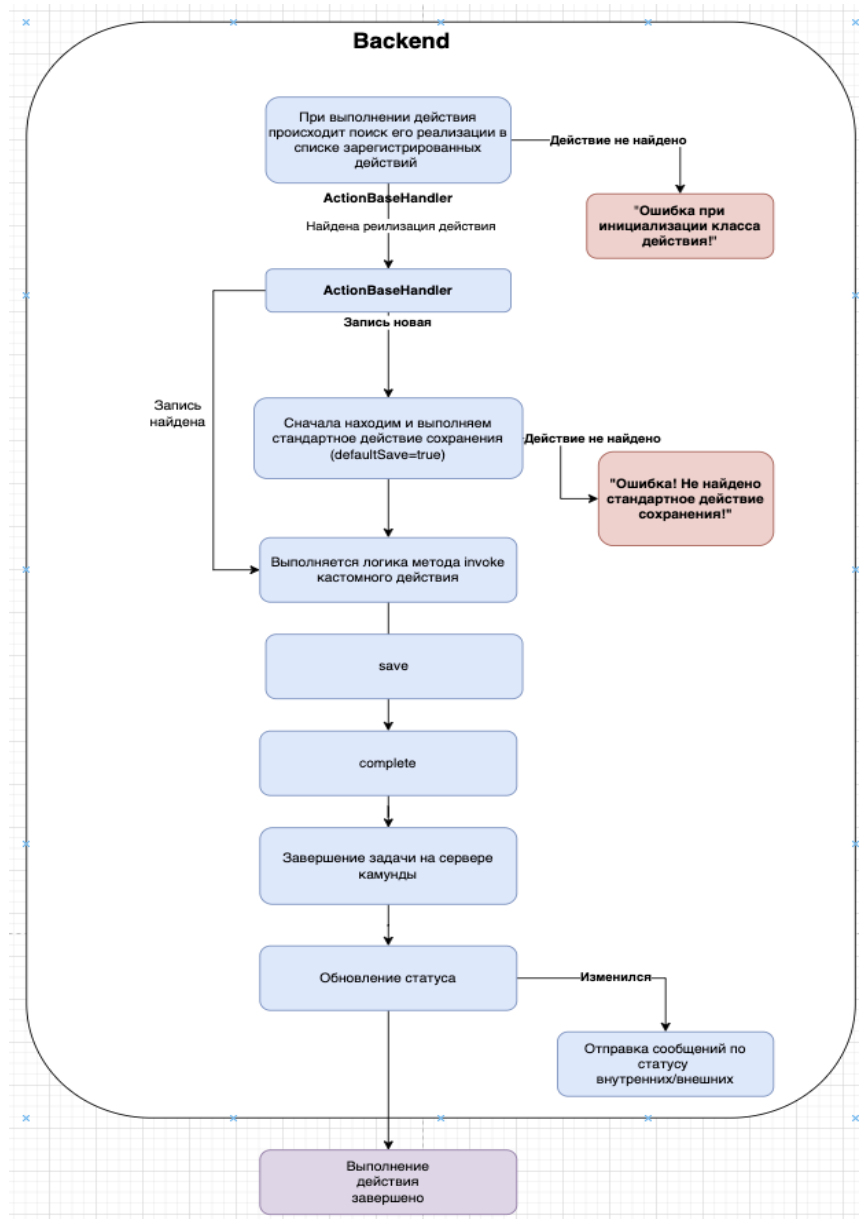 Backend
При выполнении действия
происходит поиск его реализации в
списке зарегистрированных
действий
Действие не найдено
"Ошибка при
инициализации класса
действия!"
ActionBaseHandler
Найдена реилизация действия
ActionBaseHandler
Запись новая
Запись
найдена
Сначала находим и выполняем
стандартное действие сохранения
(defaultSave=true)
Действие не найдено
"Ошибка! Не найдено
стандартное действие
сохранения!"
Выполняется логика метода invoke
кастомного действия
save
complete
Завершение задачи на сервере
камунды
Обновление статуса
Изменился
Отправка сообщений по
статусу
внутренних/внешних
Выполнение
действия
завершено